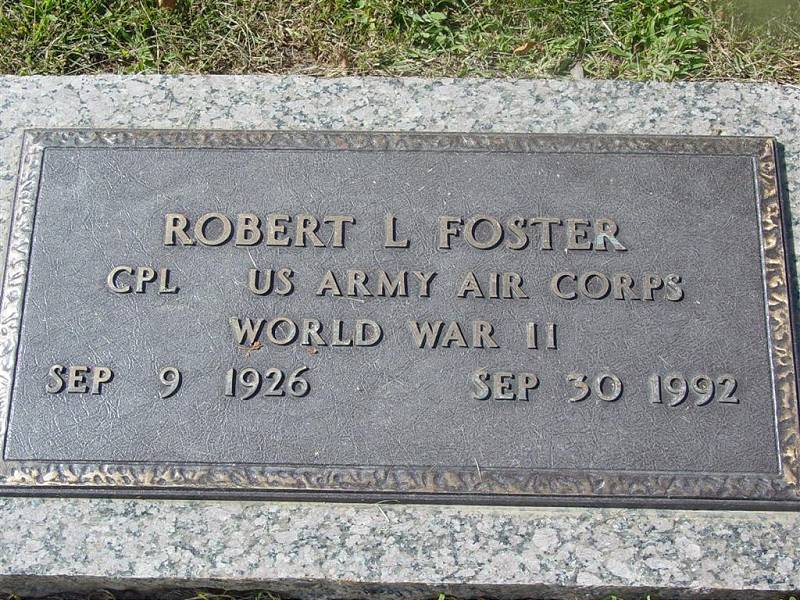 ROBERT L FOSTER
CPL US ARMY AIR CORPS
WORLD WAR II
SEP 9 1926 SEP 30 1992